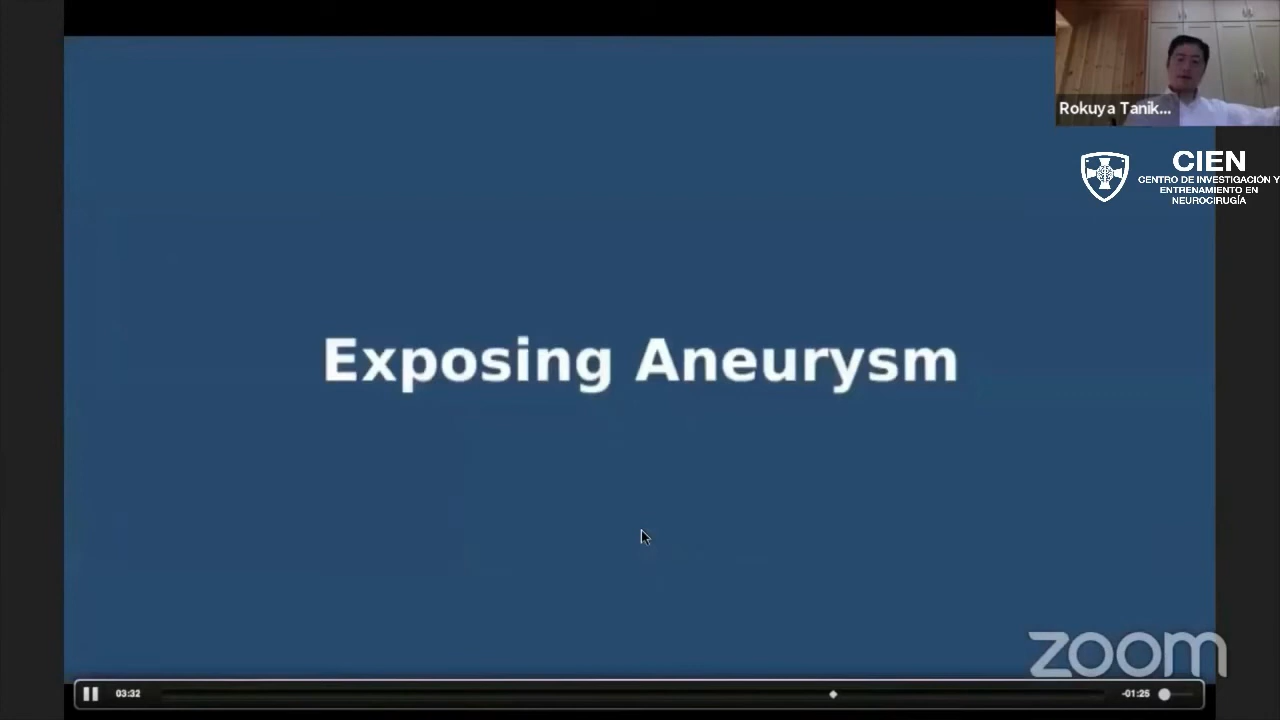 Rokuya Tanik...
CIEN
CENTRO DE INVESTIGACIÓN Y
ENTRENAMIENTO EN
NEUROCIRUGÍA
Exposing Aneurysm
zoom
03:32
-01:25